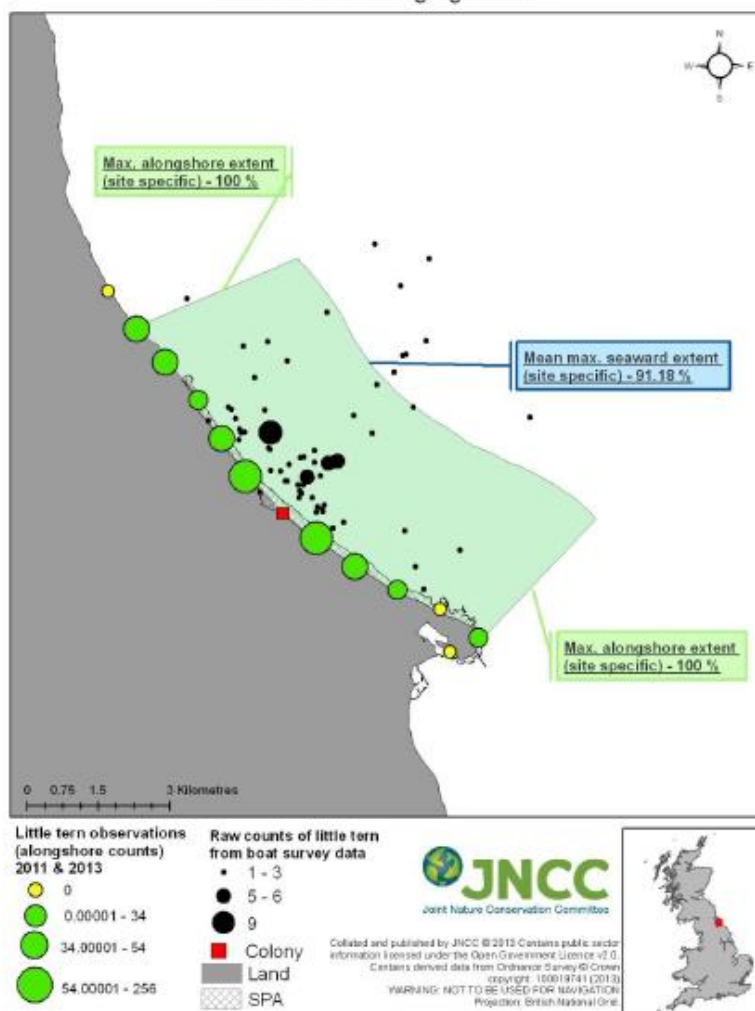 N
W E
S
Max. alongshore extent
(site specific) - 100 %
Mean max. seaward extent
(site specific) - 91.18 %
Max. alongshore extent
(site specific) - 100 %
0 0.75 1.5 3 Kilometres
Little tern observations
(alongshore counts)
2011 & 2013
0
0.00001 - 34
34.00001 - 54
54.00001 - 256
Raw counts of little tern
from boat survey data
1 - 3
5 - 6
9
Colony
Land
SPA
JNCC
Joint Nature Conservation Committee
Collated and published by JNCC © 2013 Contains public sector
information licensed under the Open Government Licence v2.0.
Contains derived data from Ordnance Survey © Crown
copyright. 100019741 (2013)
WARNING: NOT TO BE USED FOR NAVIGATION
Projection: British National Grid.